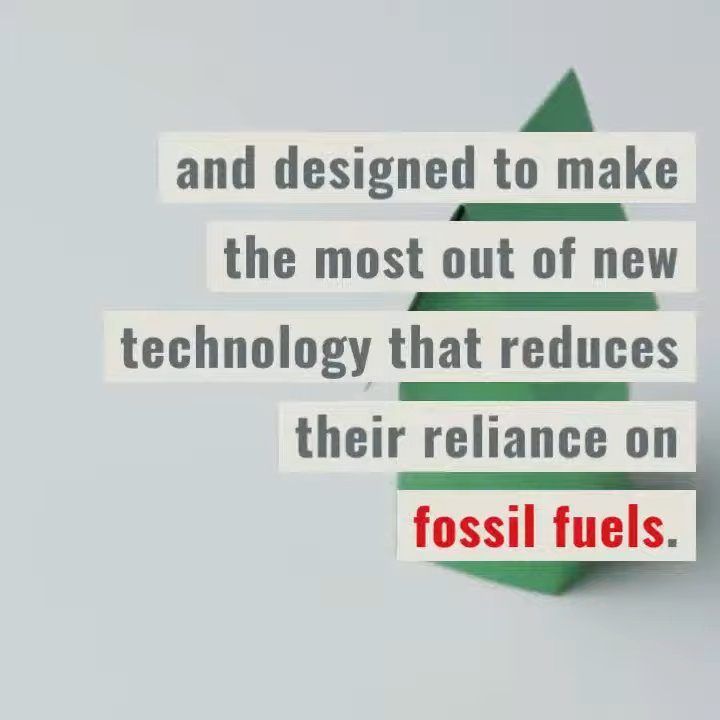 and designed to make
the most out of new
technology that reduces
their reliance on
fossil fuels.